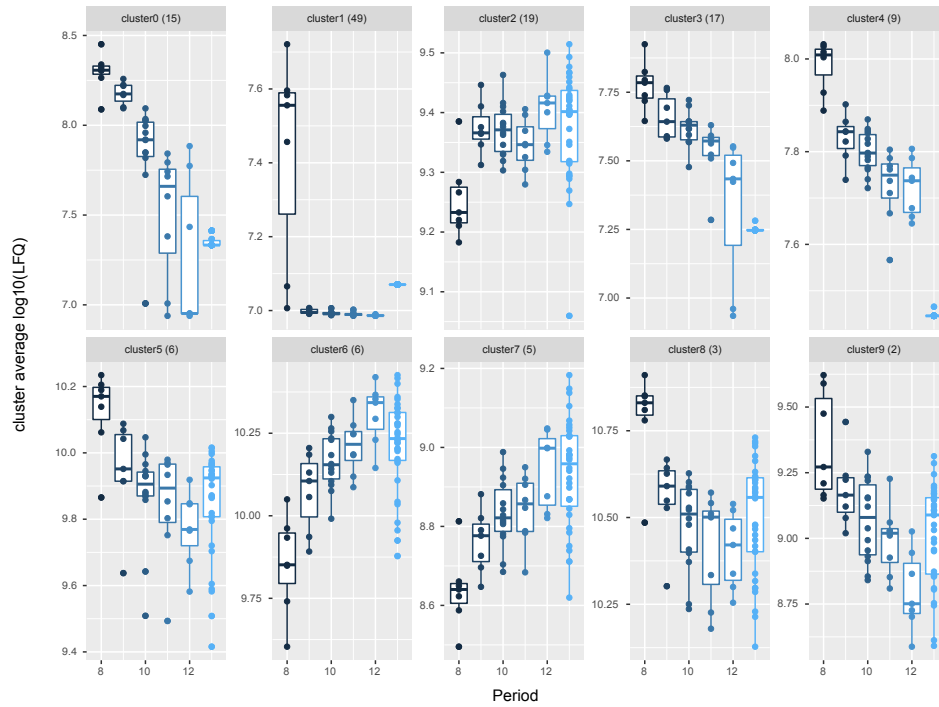 cluster0 (15)
cluster1 (49)
cluster2 (19)
cluster3 (17)
cluster4 (9)
8.5
8.0
7.5
7.0
7.6
7.4
7.2
7.0
9.5
9.4
9.3
9.2
9.1
7.75
7.50
7.25
7.00
8.0
7.8
7.6
cluster5 (6)
cluster6 (6)
cluster7 (5)
cluster8 (3)
cluster9 (2)
10.2
10.0
9.8
9.6
9.4
10.25
10.00
9.75
9.2
9.0
8.8
8.6
10.75
10.50
10.25
9.50
9.25
9.00
8.75
8 10 12
8 10 12
8 10 12
8 10 12
8 10 12
Period
cluster average log10(LFQ)